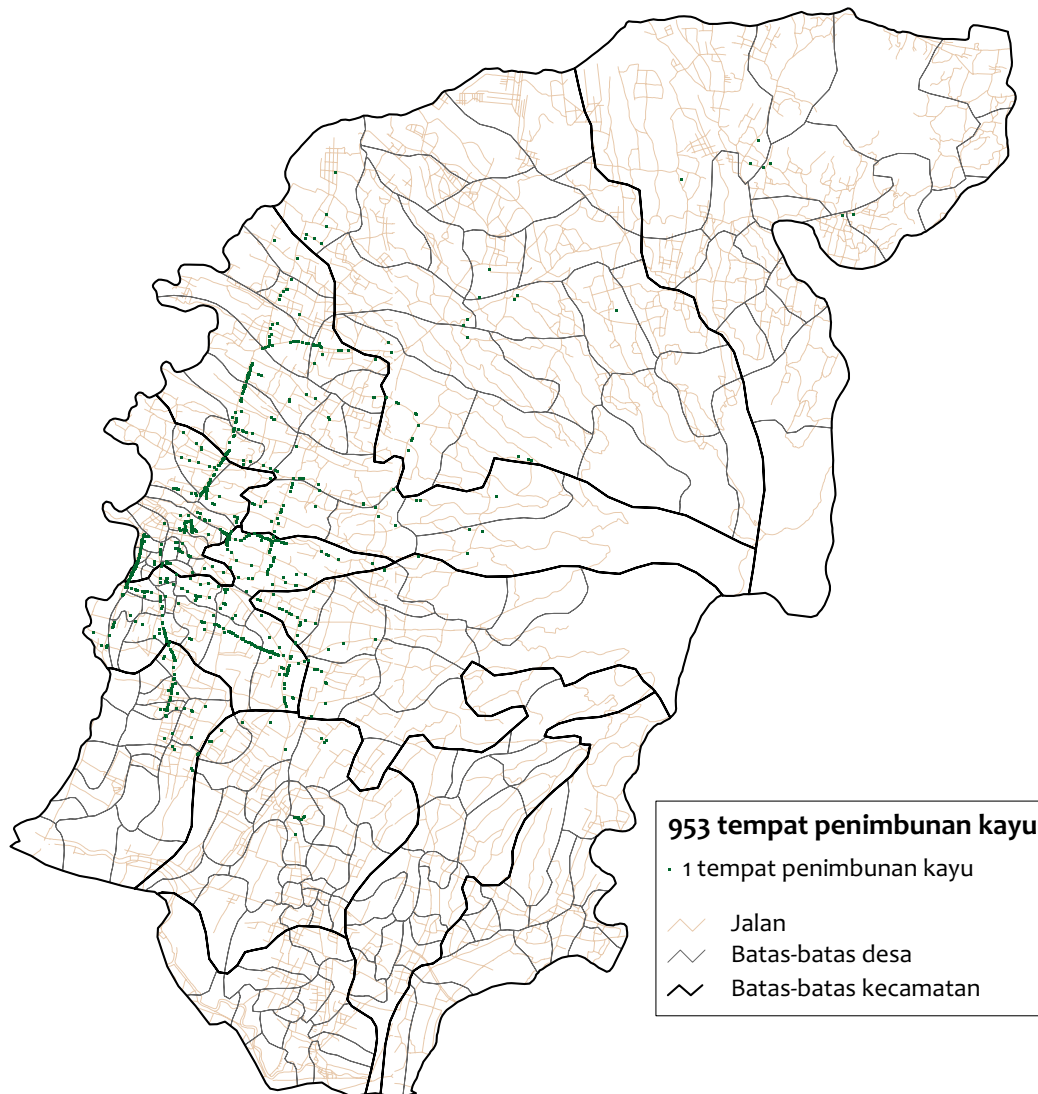 953 tempat penimbunan kayu
1 tempat penimbunan kayu
Jalan
Batas-batas desa
Batas-batas kecamatan